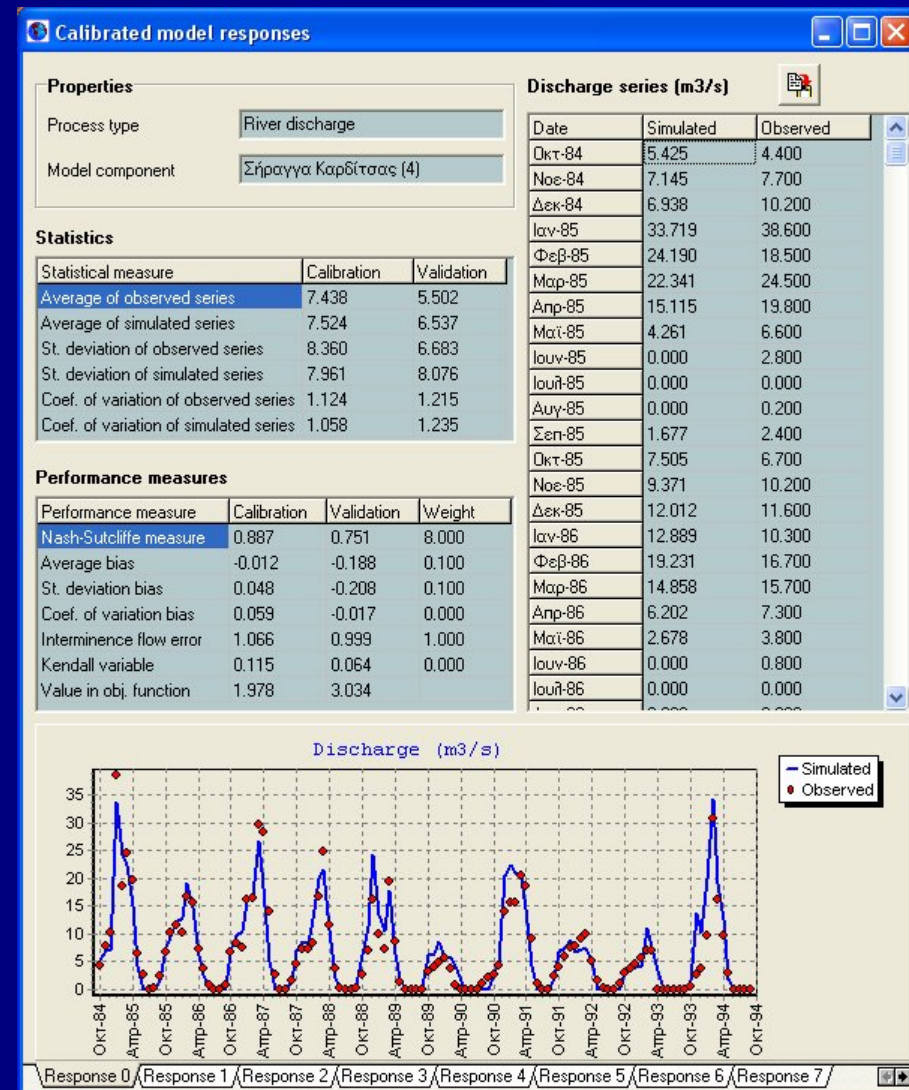 Calibrated model responses
Properties
Process type River discharge
Model component Σήραγγα Καρδίτσας (4)
Statistics
Statistical measure Calibration Validation
Average of observed series 7.438 5.502
Average of simulated series 7.524 6.537
St. deviation of observed series 8.360 6.683
St. deviation of simulated series 7.961 8.076
Coef. of variation of observed series 1.124 1.215
Coef. of variation of simulated series 1.058 1.235
Performance measures
Performance measure Calibration Validation Weight
Nash-Sutcliffe measure 0.887 0.751 8.000
Average bias -0.012 -0.188 0.100
St. deviation bias 0.048 -0.208 0.100
Coef. of variation bias 0.059 -0.017 0.000
Interminence flow error 1.066 0.999 1.000
Kendall variable 0.115 0.064 0.000
Value in obj. function 1.978 3.034
Discharge series (m3/s)
Date Simulated Observed
Οκτ-84 5.425 4.400
Νοε-84 7.145 7.700
Δεκ-84 6.938 10.200
Ιαν-85 33.719 38.600
Φεβ-85 24.190 18.500
Μαρ-85 22.341 24.500
Απρ-85 15.115 19.800
Μαϊ-85 4.261 6.600
Ιουν-85 0.000 2.800
Ιουλ-85 0.000 0.000
Αυγ-85 0.000 0.200
Σεπ-85 1.677 2.400
Οκτ-85 7.505 6.700
Νοε-85 9.371 10.200
Δεκ-85 12.012 11.600
Ιαν-86 12.889 10.300
Φεβ-86 19.231 16.700
Μαρ-86 14.858 15.700
Απρ-86 6.202 7.300
Μαϊ-86 2.678 3.800
Ιουν-86 0.000 0.800
Ιουλ-86 0.000 0.000
Discharge (m3/s)
Simulated
Observed
35
30
25
20
15
10
5
0
Οκτ-84
Απρ-85
Οκτ-85
Απρ-86
Οκτ-86
Απρ-87
Οκτ-87
Απρ-88
Οκτ-88
Απρ-89
Οκτ-89
Απρ-90
Οκτ-90
Απρ-91
Οκτ-91
Απρ-92
Οκτ-92
Απρ-93
Οκτ-93
Απρ-94
Οκτ-94
Response 0 Response 1 Response 2 Response 3 Response 4 Response 5 Response 6 Response 7